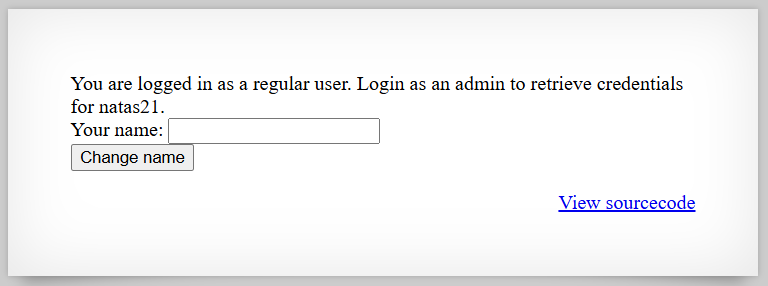 You are logged in as a regular user. Login as an admin to retrieve credentials
for natas21.
Your name:
Change name
View sourcecode